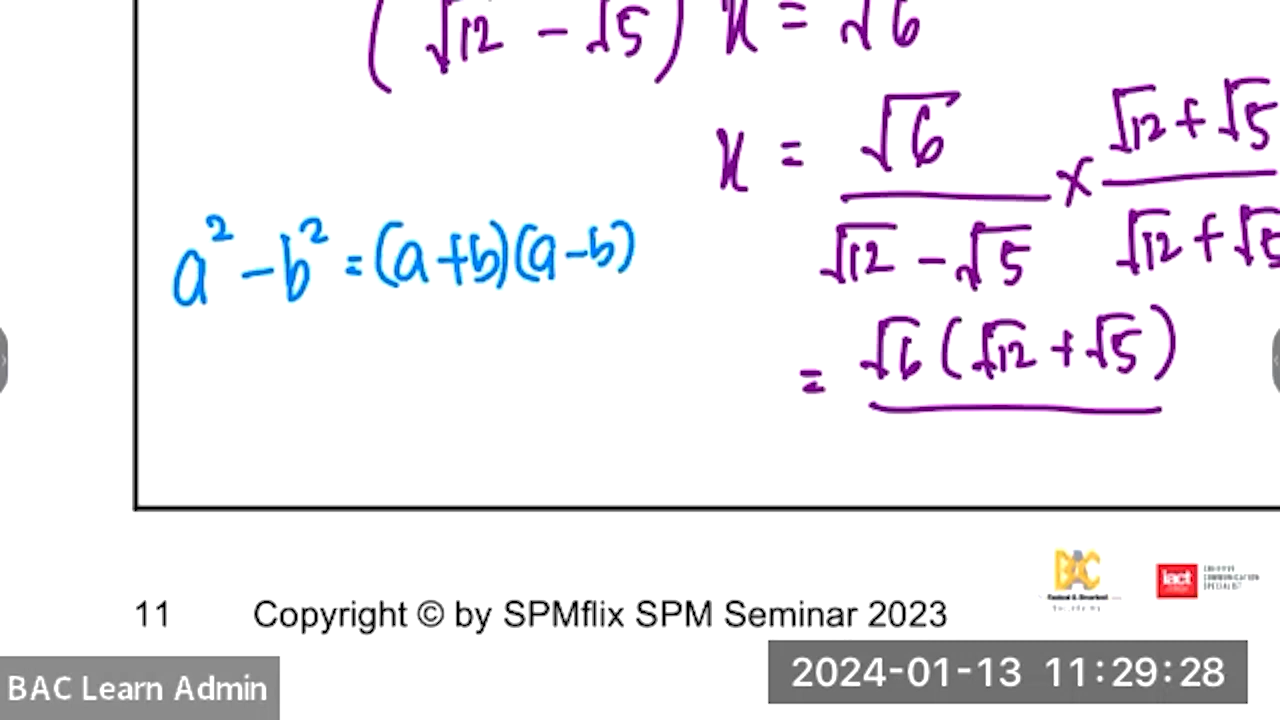 (√12 - √5) x = √6
x = √6 / (√12 - √5) × (√12 + √5) / (√12 + √5)
a² - b² = (a+b)(a-b)
= √6 (√12 + √5)
BAC
iact
11 Copyright © by SPMflix SPM Seminar 2023
BAC Learn Admin
2024-01-13 11:29:28